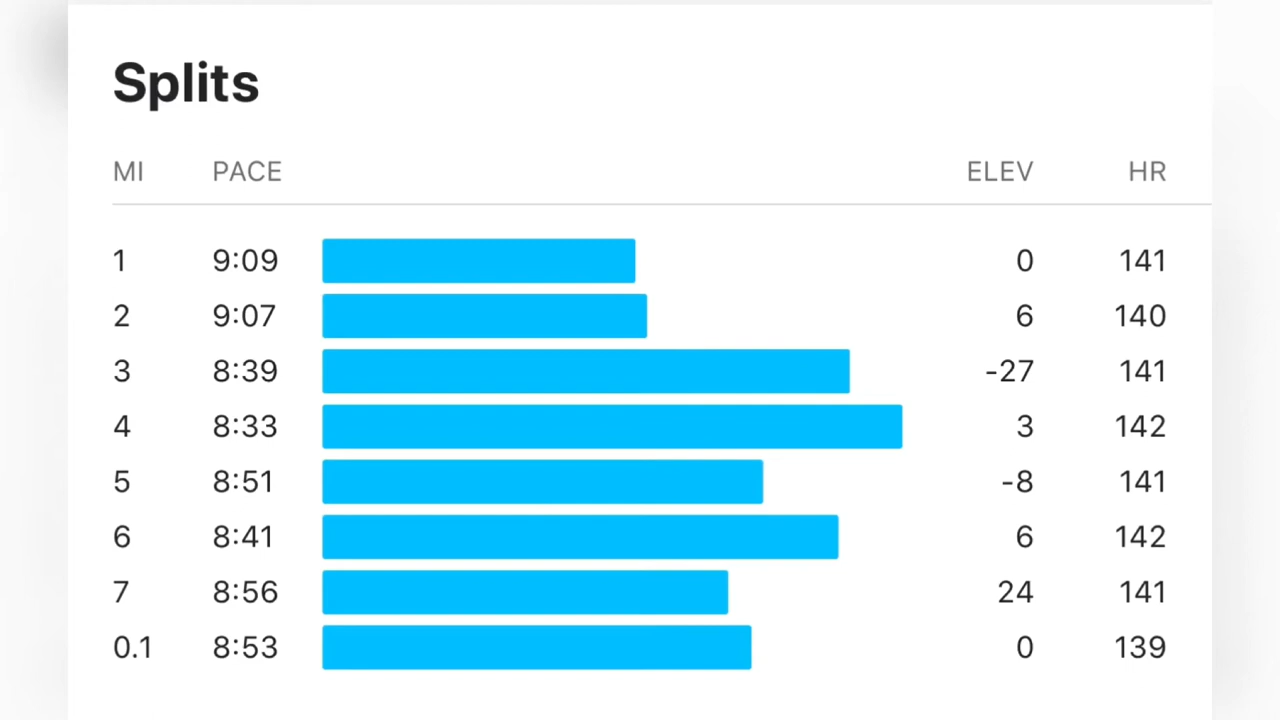 Splits
MI PACE ELEV HR
1 9:09 0 141
2 9:07 6 140
3 8:39 -27 141
4 8:33 3 142
5 8:51 -8 141
6 8:41 6 142
7 8:56 24 141
0.1 8:53 0 139